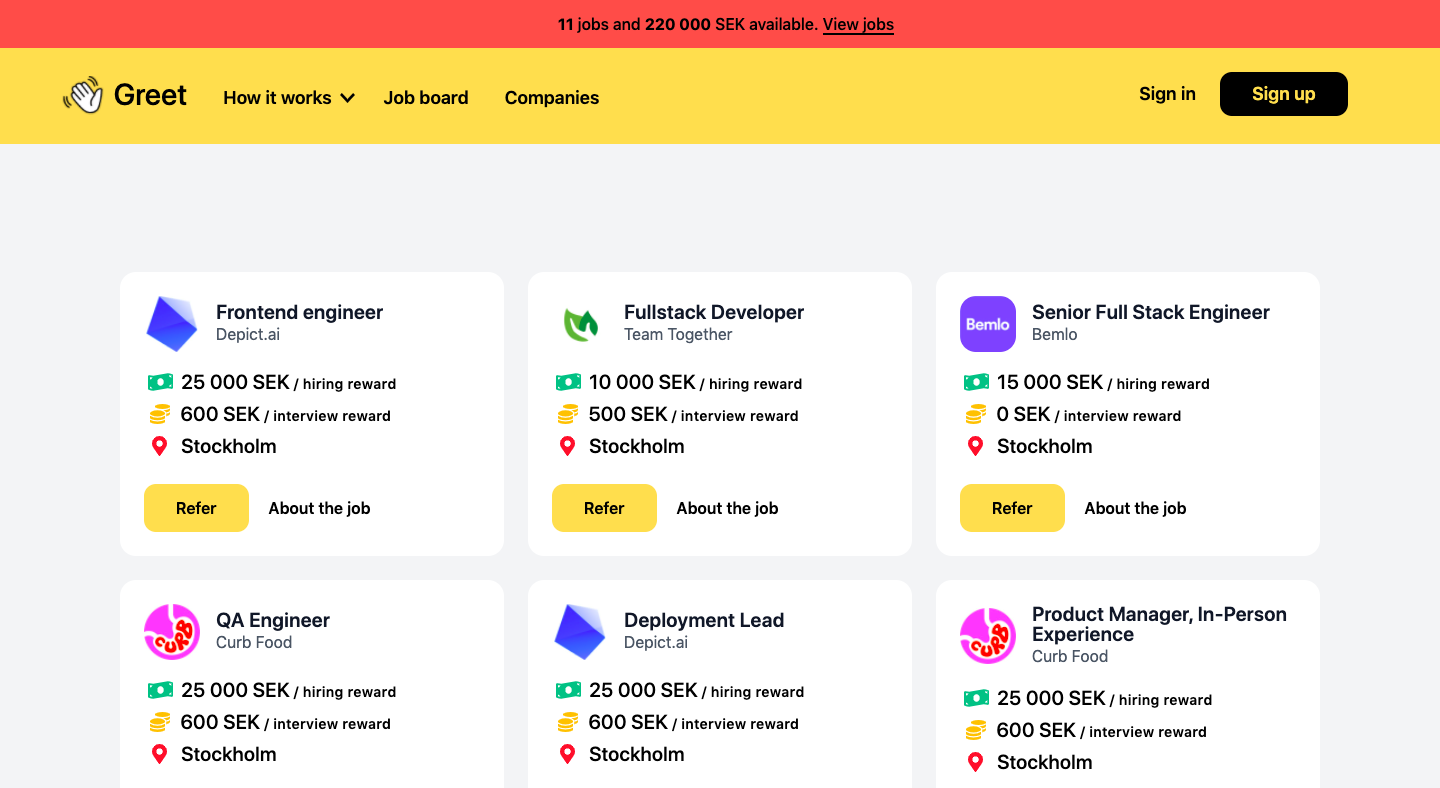 11 jobs and 220 000 SEK available. View jobs
Greet
How it works
Job board
Companies
Sign in
Sign up
Frontend engineer
Depict.ai
25 000 SEK / hiring reward
600 SEK / interview reward
Stockholm
Refer
About the job
Fullstack Developer
Team Together
10 000 SEK / hiring reward
500 SEK / interview reward
Stockholm
Refer
About the job
Bemlo
Senior Full Stack Engineer
Bemlo
15 000 SEK / hiring reward
0 SEK / interview reward
Stockholm
Refer
About the job
CURB
QA Engineer
Curb Food
25 000 SEK / hiring reward
600 SEK / interview reward
Stockholm
Deployment Lead
Depict.ai
25 000 SEK / hiring reward
600 SEK / interview reward
Stockholm
CURB
Product Manager, In-Person
Experience
Curb Food
25 000 SEK / hiring reward
600 SEK / interview reward
Stockholm